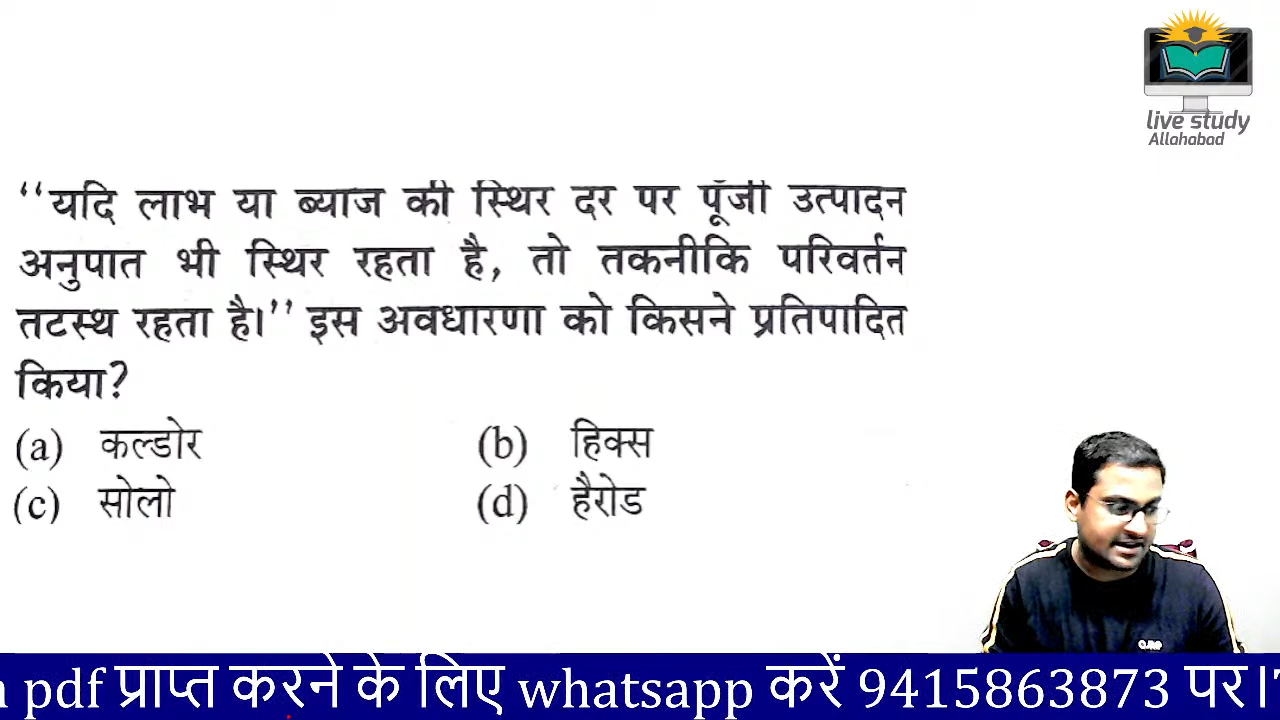 live study
Allahabad
‘‘यदि लाभ या ब्याज की स्थिर दर पर पूँजी उत्पादन
अनुपात भी स्थिर रहता है, तो तकनीकि परिवर्तन
तटस्थ रहता है।’’ इस अवधारणा को किसने प्रतिपादित
किया?
(a) कल्डोर (b) हिक्स
(c) सोलो (d) हैरोड
pdf प्राप्त करने के लिए whatsapp करें 9415863873 पर।